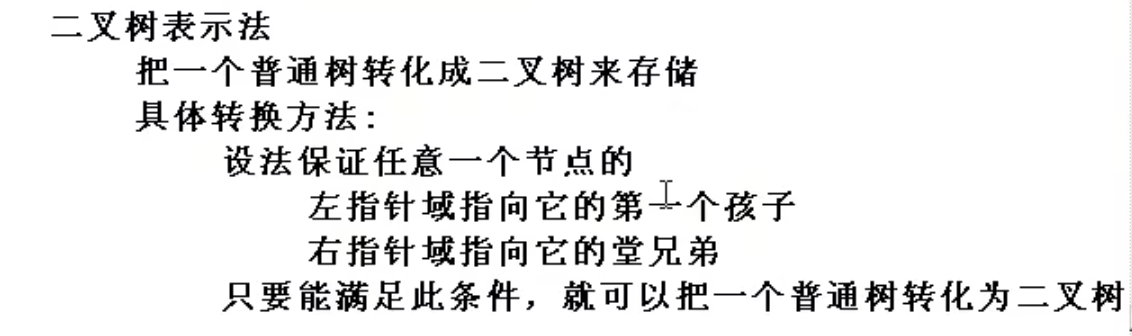 二叉树表示法
把一个普通树转化成二叉树来存储
具体转换方法:
设法保证任意一个节点的
左指针域指向它的第一个孩子
右指针域指向它的堂兄弟
只要能满足此条件，就可以把一个普通树转化为二叉树